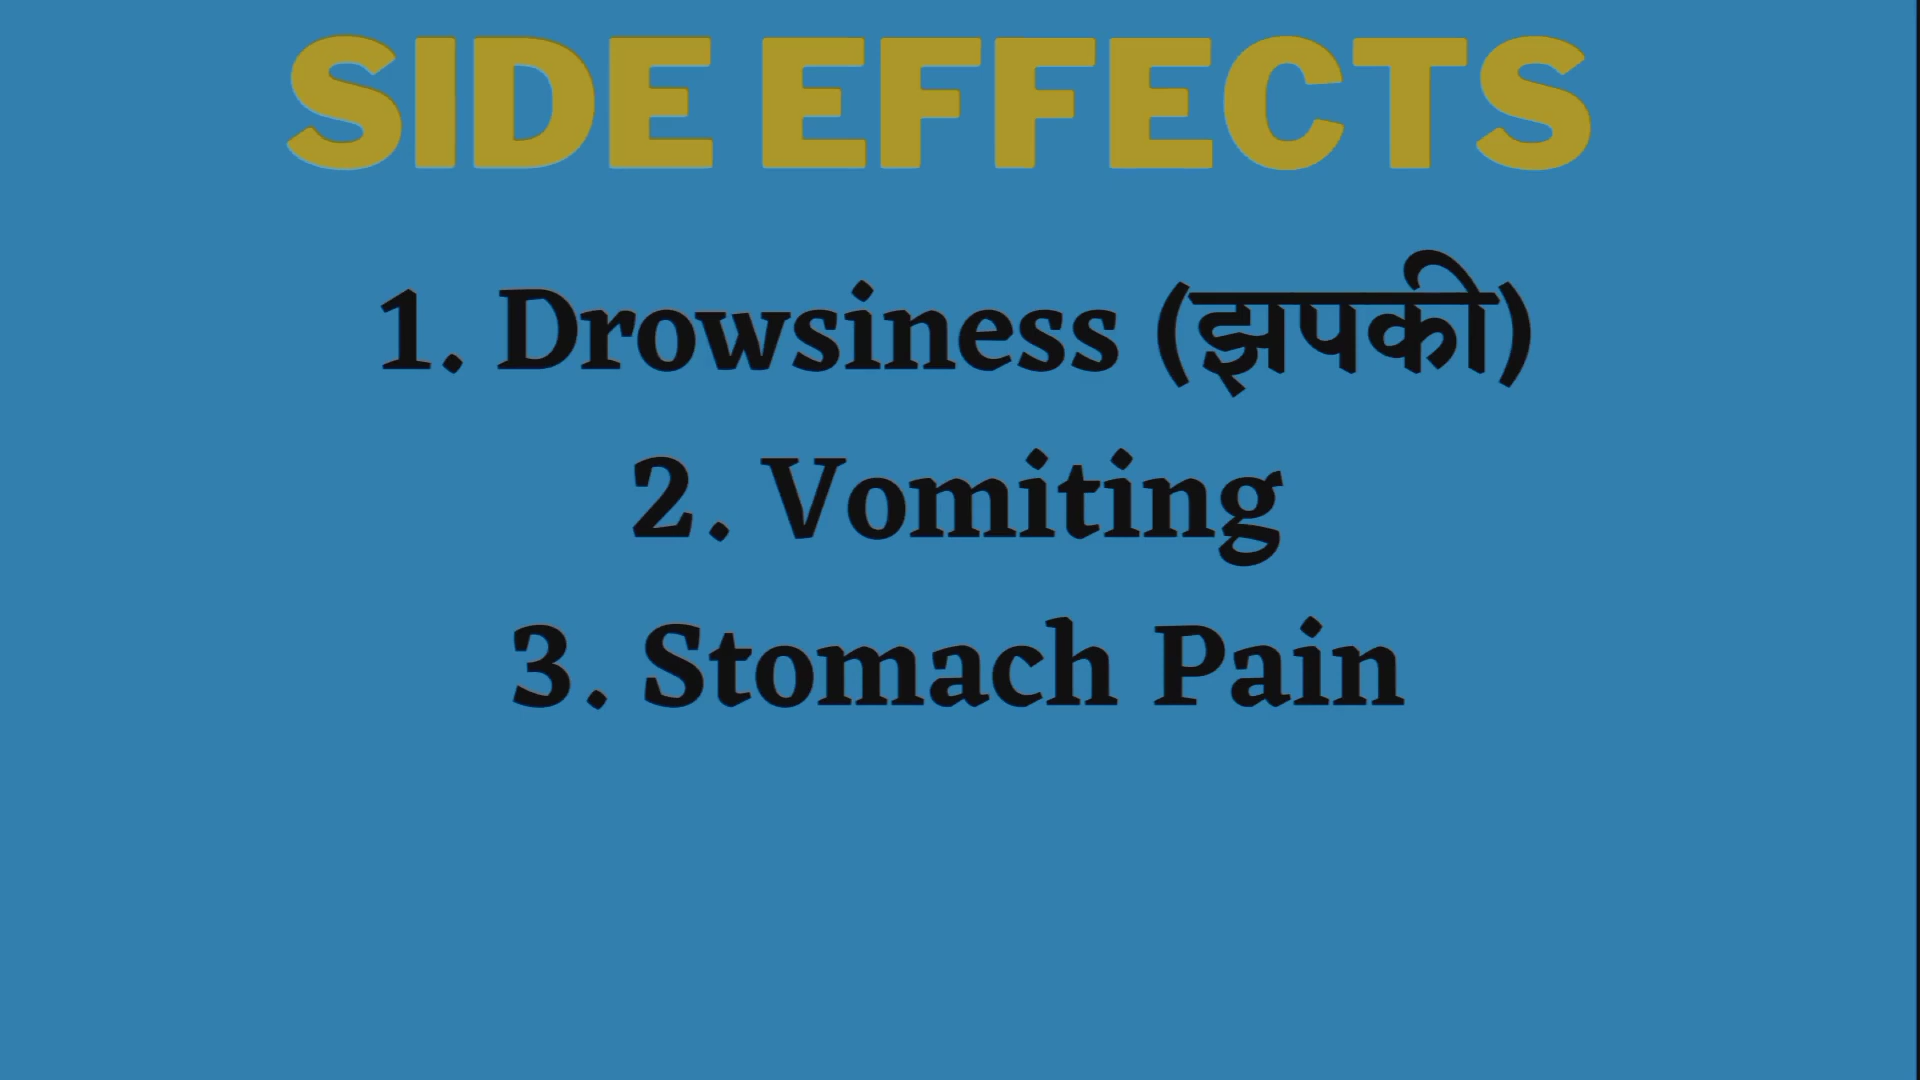 SIDE EFFECTS
1. Drowsiness (झपकी)
2. Vomiting
3. Stomach Pain